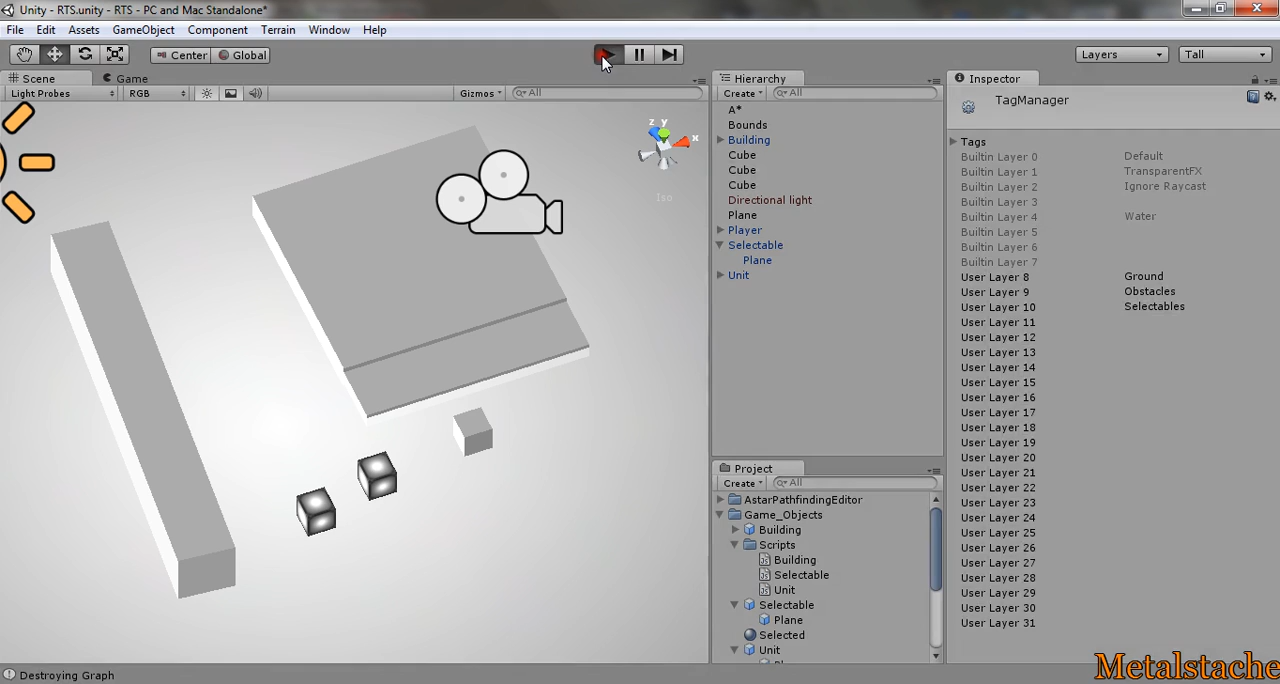 Unity - RTS.unity - RTS - PC and Mac Standalone*
File Edit Assets GameObject Component Terrain Window Help
Center Global Layers Tall
Scene Game
Light Probes RGB Gizmos All
z y
x
Iso
Hierarchy
Create All
A*
Bounds
Building
Cube
Cube
Cube
Directional light
Plane
Player
Selectable
Plane
Unit
Project
Create All
AstarPathfindingEditor
Game_Objects
Building
Scripts
Building
Selectable
Unit
Selectable
Plane
Selected
Unit
Inspector
TagManager
Tags
Builtin Layer 0 Default
Builtin Layer 1 TransparentFX
Builtin Layer 2 Ignore Raycast
Builtin Layer 3
Builtin Layer 4 Water
Builtin Layer 5
Builtin Layer 6
Builtin Layer 7
User Layer 8 Ground
User Layer 9 Obstacles
User Layer 10 Selectables
User Layer 11
User Layer 12
User Layer 13
User Layer 14
User Layer 15
User Layer 16
User Layer 17
User Layer 18
User Layer 19
User Layer 20
User Layer 21
User Layer 22
User Layer 23
User Layer 24
User Layer 25
User Layer 26
User Layer 27
User Layer 28
User Layer 29
User Layer 30
User Layer 31
Destroying Graph
Metalstache